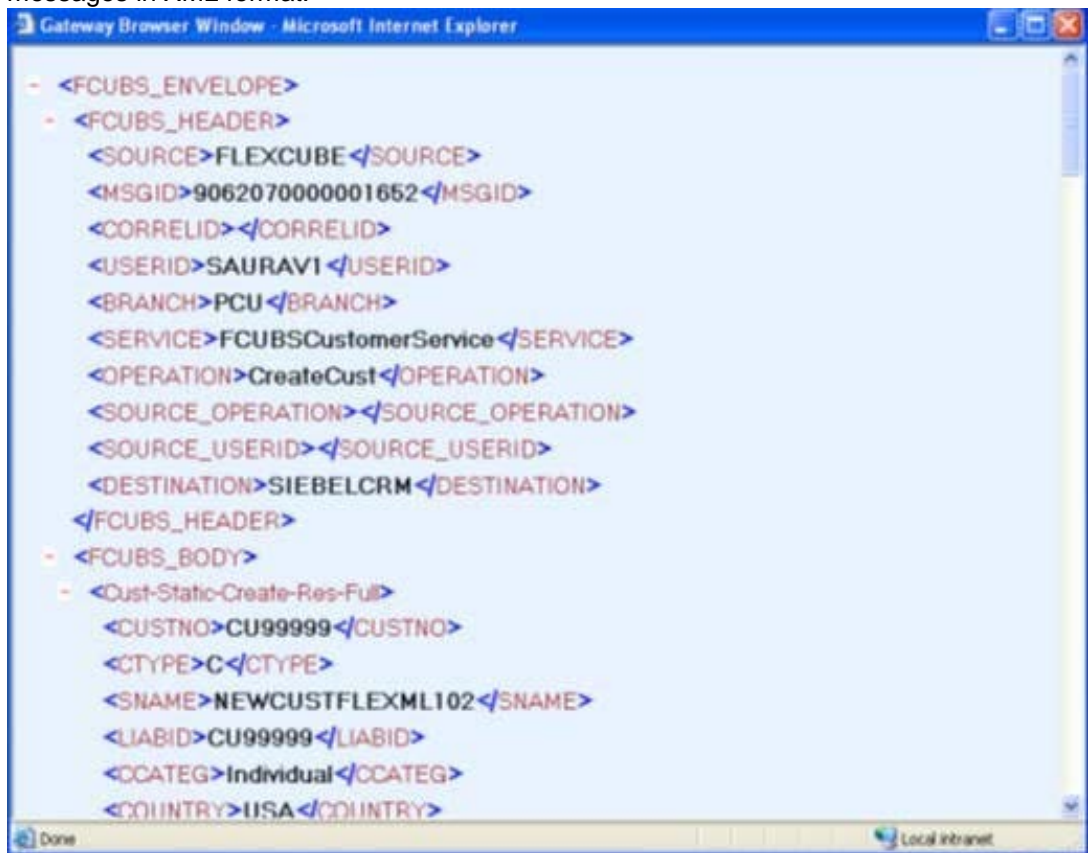 messages in XML format.
Gateway Browser Window - Microsoft Internet Explorer
- <FCUBS_ENVELOPE>
- <FCUBS_HEADER>
<SOURCE>FLEXCUBE</SOURCE>
<MSGID>9062070000001652</MSGID>
<CORRELID></CORRELID>
<USERID>SAURAV1</USERID>
<BRANCH>PCU</BRANCH>
<SERVICE>FCUBSCustomerService</SERVICE>
<OPERATION>CreateCust</OPERATION>
<SOURCE_OPERATION></SOURCE_OPERATION>
<SOURCE_USERID></SOURCE_USERID>
<DESTINATION>SIEBELCRM</DESTINATION>
</FCUBS_HEADER>
- <FCUBS_BODY>
- <Cust-Static-Create-Res-Full>
<CUSTNO>CU99999</CUSTNO>
<CTYPE>C</CTYPE>
<SNAME>NEWCUSTFLEXML102</SNAME>
<LIABID>CU99999</LIABID>
<CCATEG>Individual</CCATEG>
<COUNTRY>USA</COUNTRY>
Done Local intranet